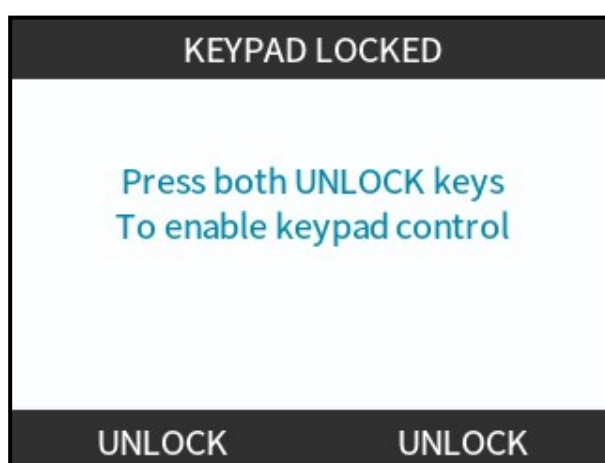 KEYPAD LOCKED
Press both UNLOCK keys
To enable keypad control
UNLOCK UNLOCK